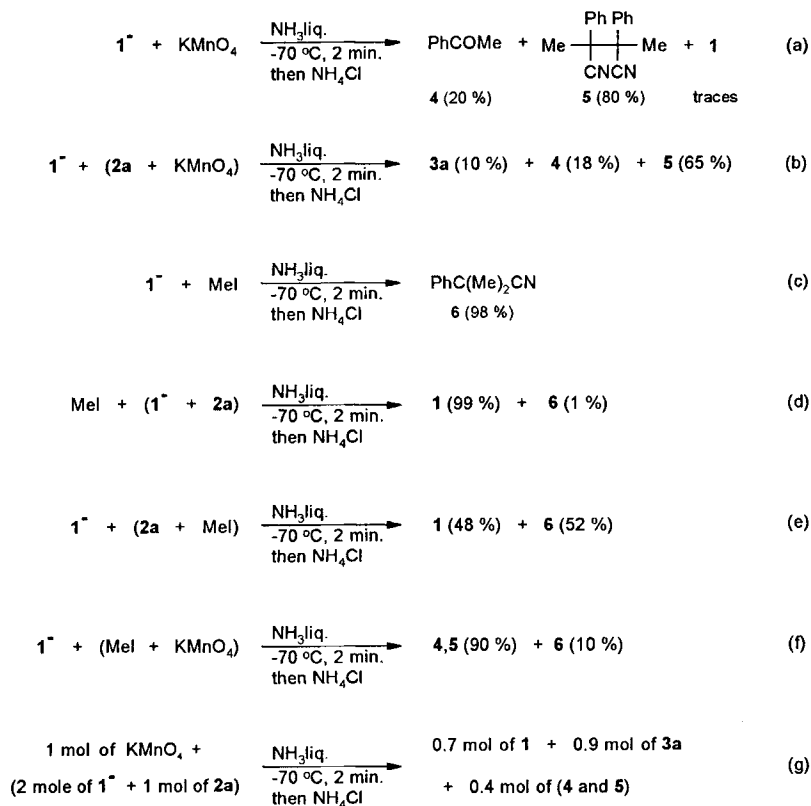 1⁻ + KMnO₄ NH₃liq. -70 °C, 2 min. then NH₄Cl PhCOMe + Ph Ph Me Me CNCN + 1 (a)
4 (20 %) 5 (80 %) traces
1⁻ + (2a + KMnO₄) NH₃liq. -70 °C, 2 min. then NH₄Cl 3a (10 %) + 4 (18 %) + 5 (65 %) (b)
1⁻ + MeI NH₃liq. -70 °C, 2 min. then NH₄Cl PhC(Me)₂CN (c)
6 (98 %)
MeI + (1⁻ + 2a) NH₃liq. -70 °C, 2 min. then NH₄Cl 1 (99 %) + 6 (1 %) (d)
1⁻ + (2a + MeI) NH₃liq. -70 °C, 2 min. then NH₄Cl 1 (48 %) + 6 (52 %) (e)
1⁻ + (MeI + KMnO₄) NH₃liq. -70 °C, 2 min. then NH₄Cl 4,5 (90 %) + 6 (10 %) (f)
1 mol of KMnO₄ + NH₃liq. 0.7 mol of 1 + 0.9 mol of 3a
(2 mole of 1⁻ + 1 mol of 2a) -70 °C, 2 min. then NH₄Cl + 0.4 mol of (4 and 5) (g)